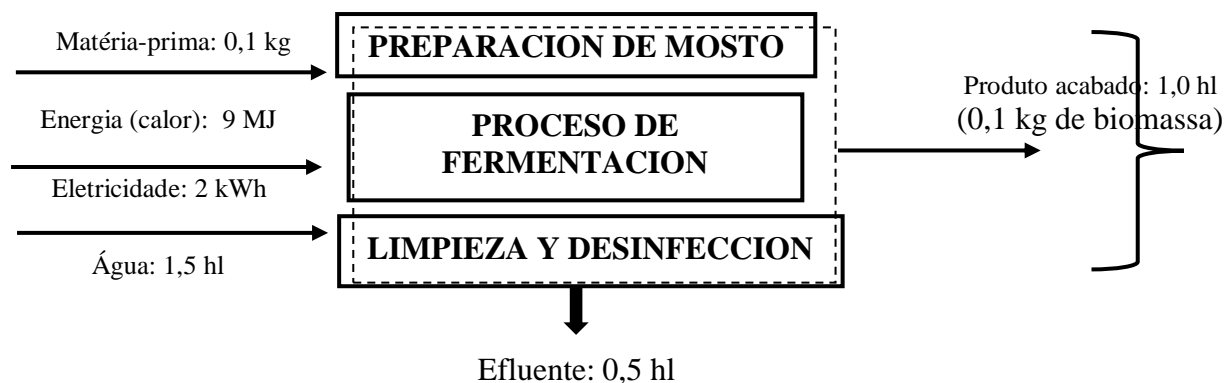 Matéria-prima: 0,1 kg
Energia (calor):  9 MJ
Eletricidade: 2 kWh
Água: 1,5 hl
PREPARACION DE MOSTO
PROCESO DE
FERMENTACION
LIMPIEZA Y DESINFECCION
Produto acabado: 1,0 hl
(0,1 kg de biomassa)
Efluente: 0,5 hl